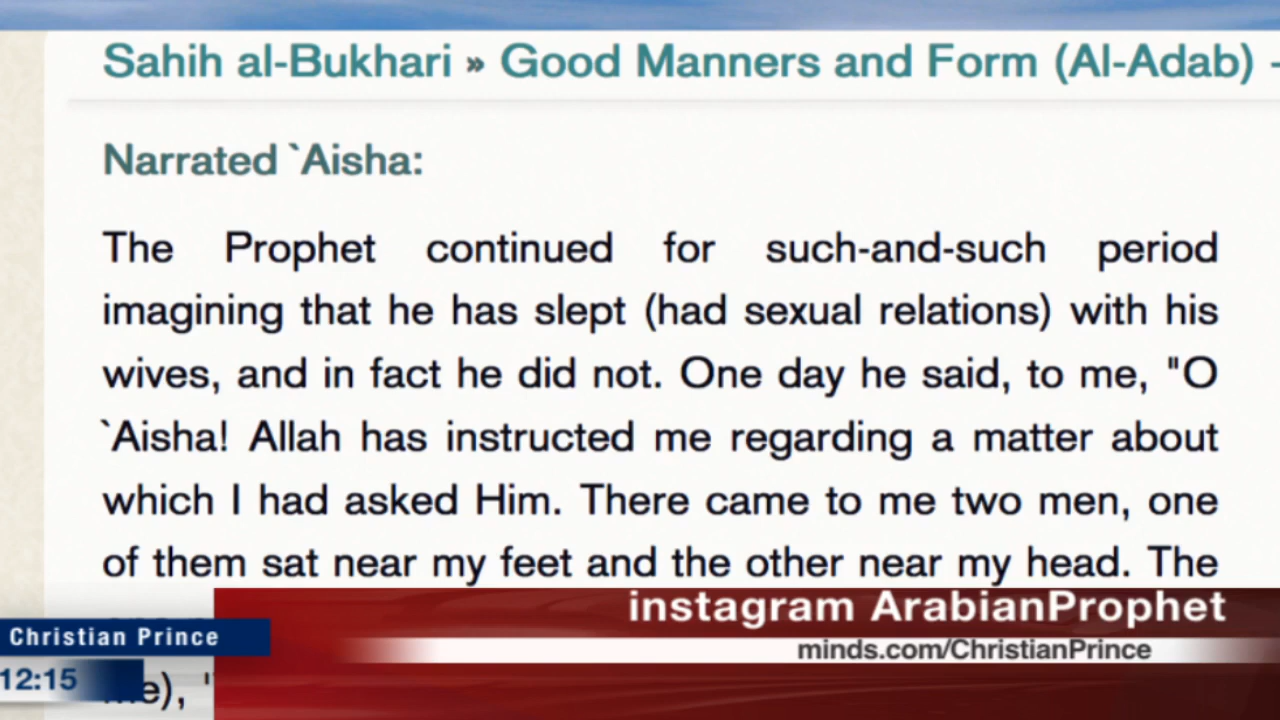 Sahih al-Bukhari » Good Manners and Form (Al-Adab) -
Narrated `Aisha:
The Prophet continued for such-and-such period
imagining that he has slept (had sexual relations) with his
wives, and in fact he did not. One day he said, to me, "O
`Aisha! Allah has instructed me regarding a matter about
which I had asked Him. There came to me two men, one
of them sat near my feet and the other near my head. The
instagram ArabianProphet
Christian Prince
minds.com/ChristianPrince
12:15
me), "